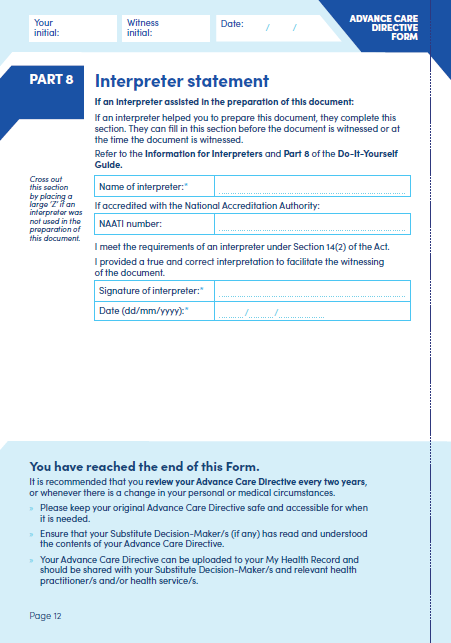 Your
initial:
Witness
initial:
Date: / /
ADVANCE CARE
DIRECTIVE
FORM
PART 8
Interpreter statement
If an interpreter assisted in the preparation of this document:
If an interpreter helped you to prepare this document, they complete this
section. They can fill in this section before the document is witnessed or at
the time the document is witnessed.
Refer to the Information for Interpreters and Part 8 of the Do-It-Yourself
Guide.
Cross out
this section
by placing a
large 'Z' if an
interpreter was
not used in the
preparation of
this document.
Name of interpreter:*
If accredited with the National Accreditation Authority:
NAATI number:
I meet the requirements of an interpreter under Section 14(2) of the Act.
I provided a true and correct interpretation to facilitate the witnessing
of the document.
Signature of interpreter:*
Date (dd/mm/yyyy):* / /
You have reached the end of this Form.
It is recommended that you review your Advance Care Directive every two years,
or whenever there is a change in your personal or medical circumstances.
» Please keep your original Advance Care Directive safe and accessible for when
it is needed.
» Ensure that your Substitute Decision-Maker/s (if any) has read and understood
the contents of your Advance Care Directive.
» Your Advance Care Directive can be uploaded to your My Health Record and
should be shared with your Substitute Decision-Maker/s and relevant health
practitioner/s and/or health service/s.
Page 12